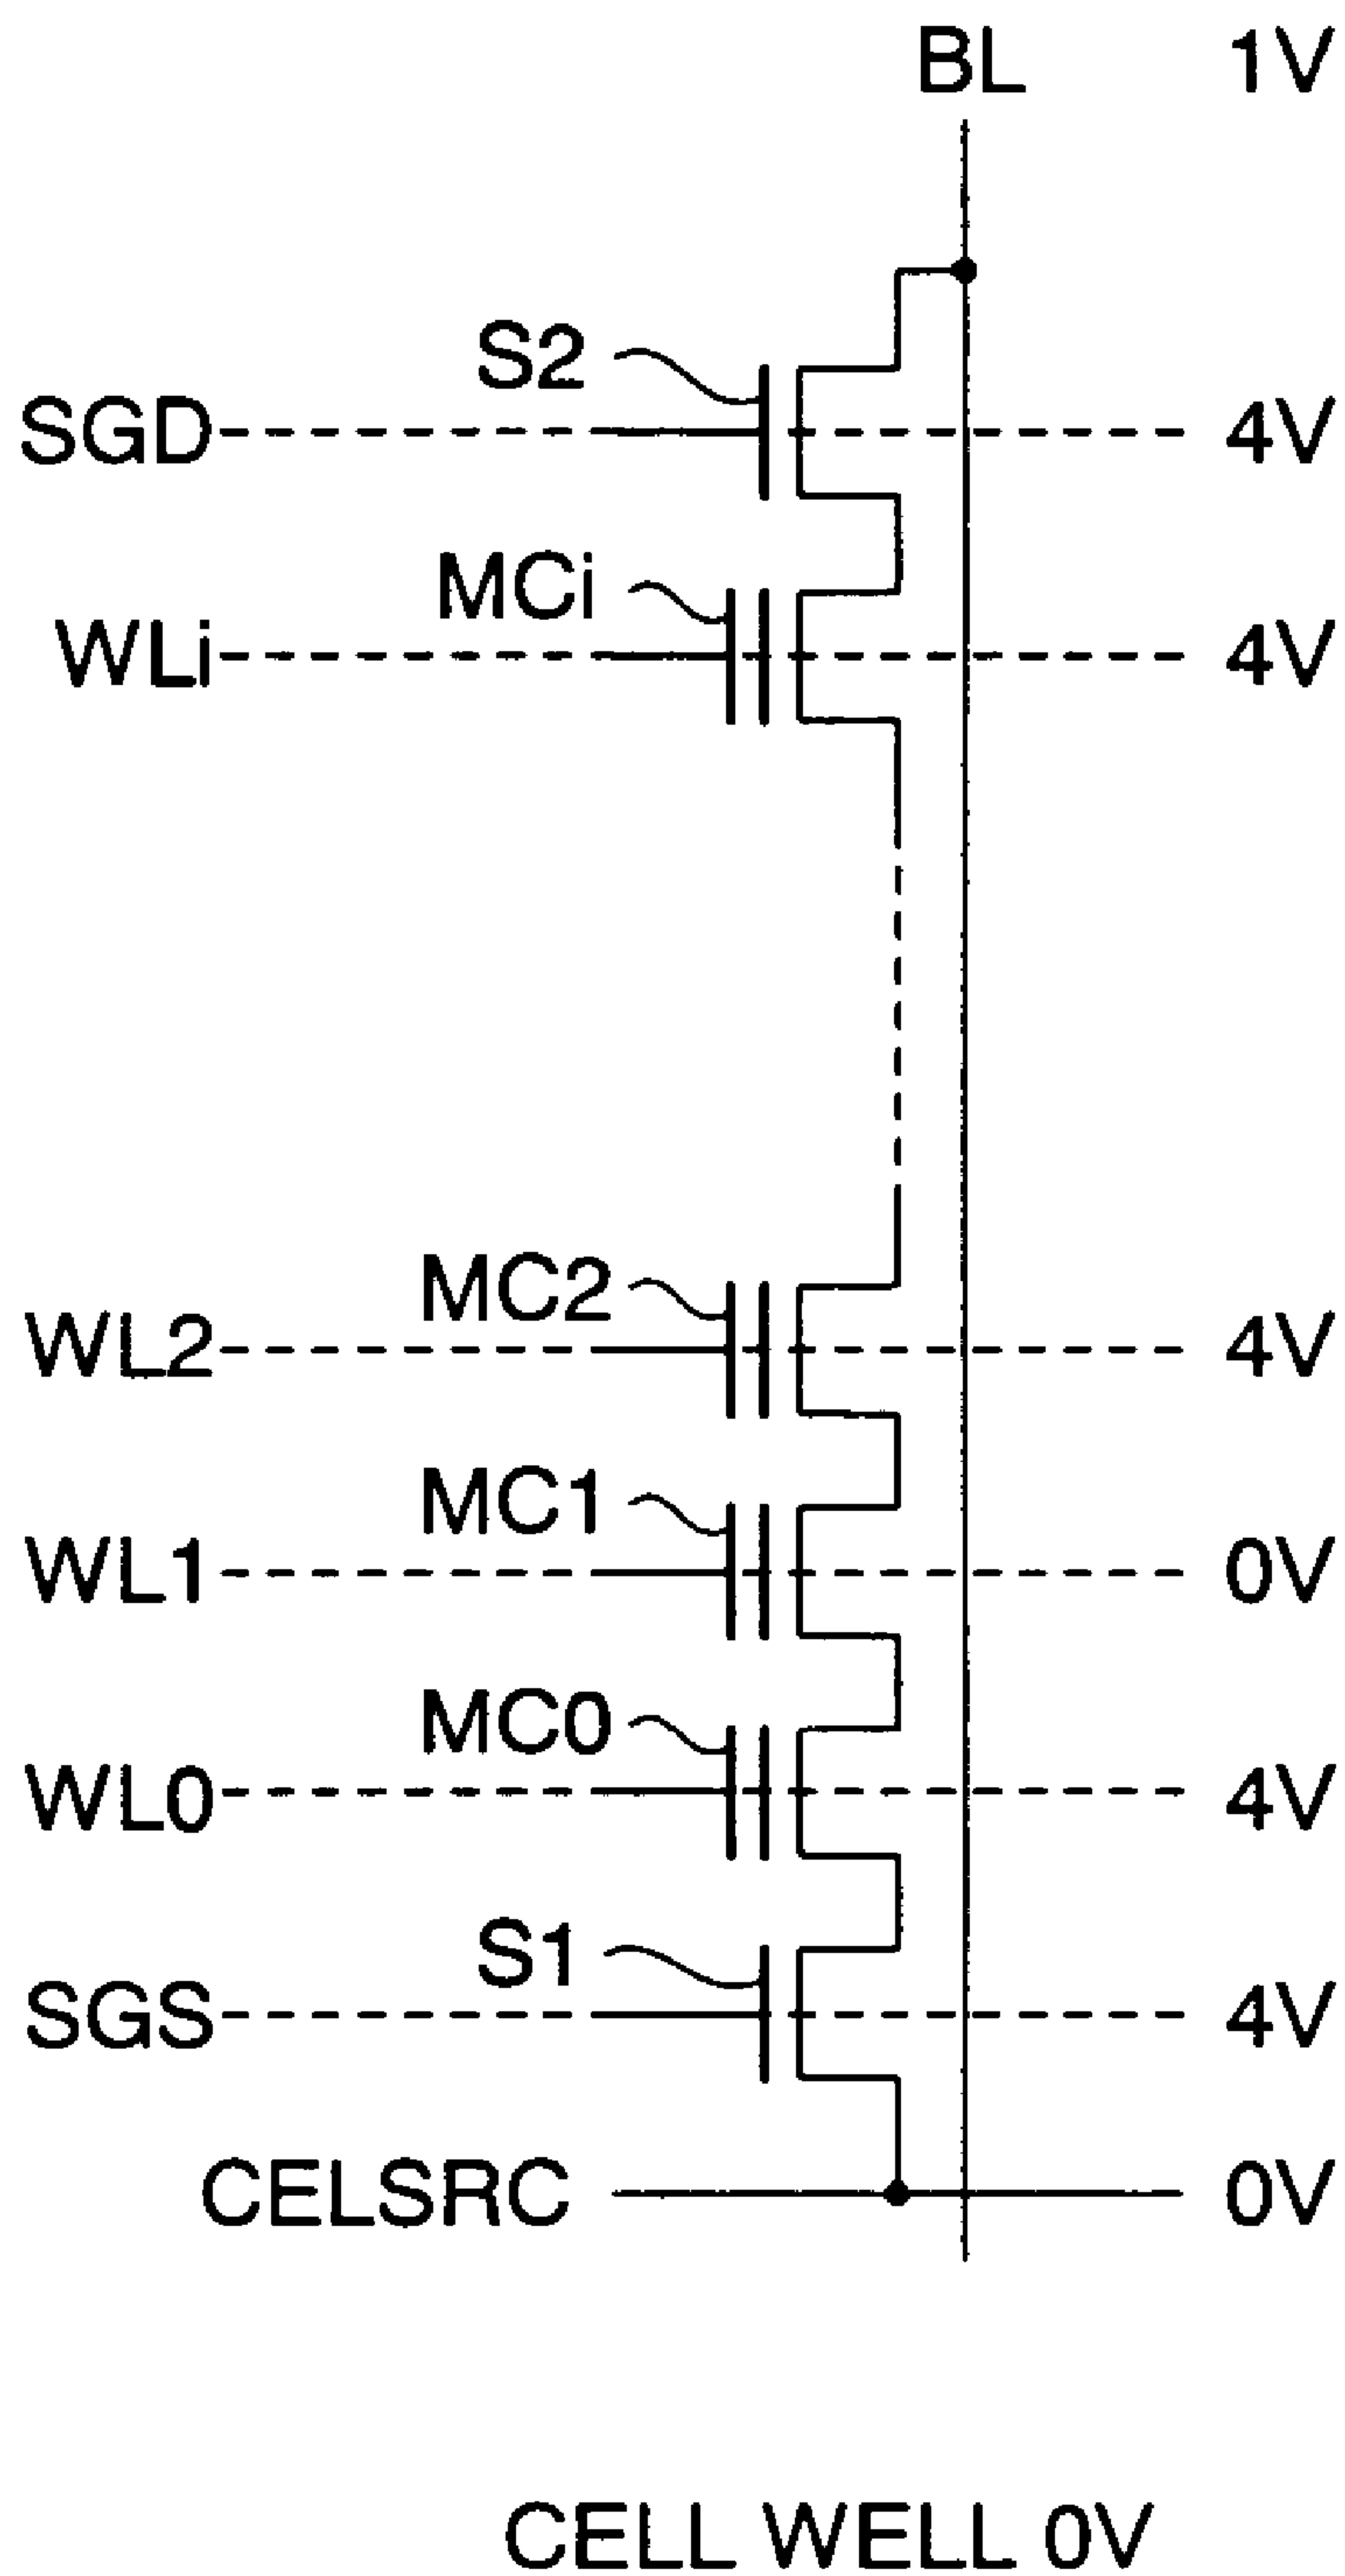 BL 1V
S2
SGD 4V
MCi
WLi 4V
MC2
WL2 4V
MC1
WL1 0V
MC0
WL0 4V
S1
SGS 4V
CELSRC 0V
CELL WELL 0V